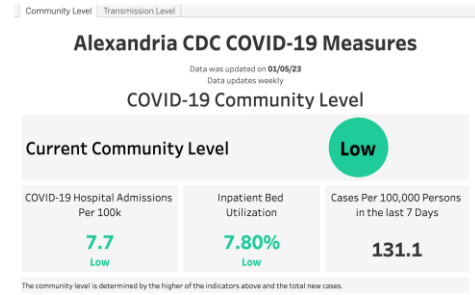 Community Level Transmission Level
Alexandria CDC COVID-19 Measures
Data was updated on 01/05/23
Data updates weekly
COVID-19 Community Level
Current Community Level Low
COVID-19 Hospital Admissions
Per 100k
7.7
Low
Inpatient Bed
Utilization
7.80%
Low
Cases Per 100,000 Persons
in the last 7 Days
131.1
The community level is determined by the higher of the indicators above and the total new cases.